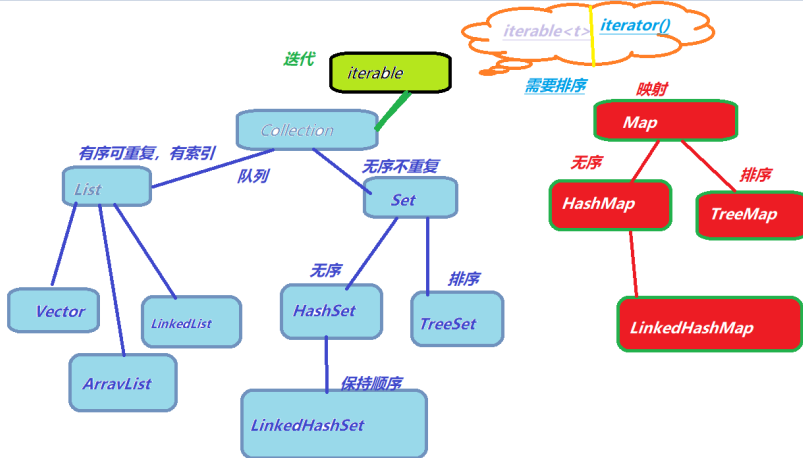 iterable<t>
iterator()
迭代
iterable
需要排序
映射
Collection
Map
有序可重复，有索引
队列
无序不重复
无序
排序
List
Set
HashMap
TreeMap
无序
排序
Vector
LinkedList
HashSet
TreeSet
LinkedHashMap
ArravList
保持顺序
LinkedHashSet